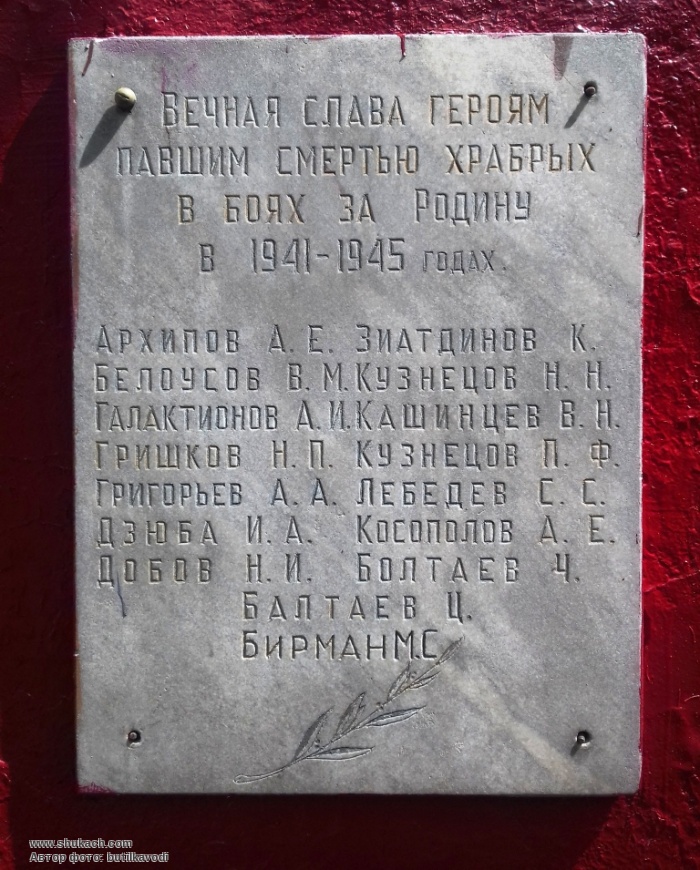 Вечная слава героям
павшим смертью храбрых
в боях за Родину
в 1941-1945 годах.
Архипов А. Е. Зиатдинов К.
Белоусов В. М. Кузнецов Н. Н.
Галактионов А. И. Кашинцев В. Н.
Гришков Н. П. Кузнецов П. Ф.
Григорьев А. А. Лебедев С. С.
Дзюба И. А. Косополов А. Е.
Добов Н. И. Болтаев Ч.
Балтаев Ц.
Бирман М.С.
www.shukach.com
Автор фото: butilkavodi